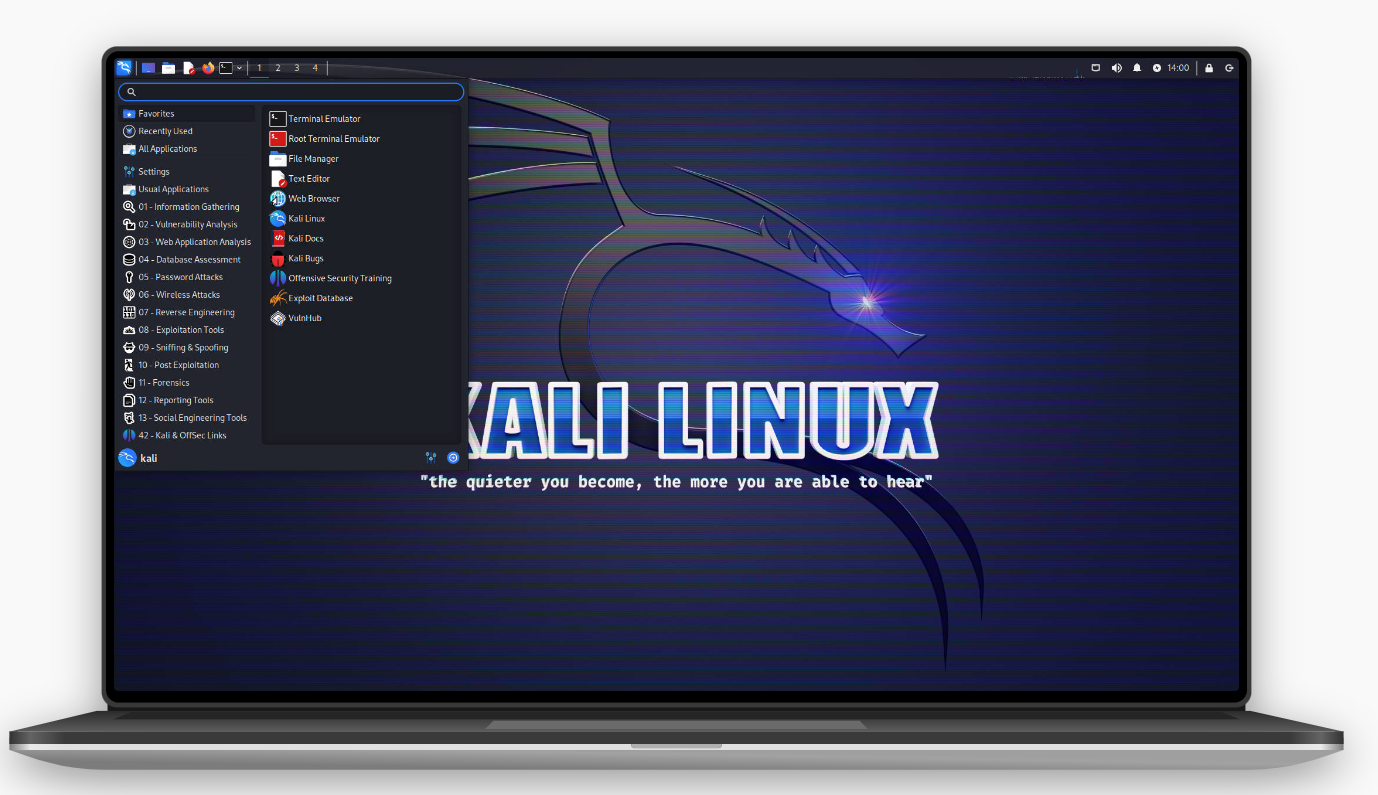 1 2 3 4
14:00
Favorites
Recently Used
All Applications
Settings
Usual Applications
01 - Information Gathering
02 - Vulnerability Analysis
03 - Web Application Analysis
04 - Database Assessment
05 - Password Attacks
06 - Wireless Attacks
07 - Reverse Engineering
08 - Exploitation Tools
09 - Sniffing & Spoofing
10 - Post Exploitation
11 - Forensics
12 - Reporting Tools
13 - Social Engineering Tools
42 - Kali & OffSec Links
Terminal Emulator
Root Terminal Emulator
File Manager
Text Editor
Web Browser
Kali Linux
Kali Docs
Kali Bugs
Offensive Security Training
Exploit Database
VulnHub
kali
KALI LINUX
"the quieter you become, the more you are able to hear"